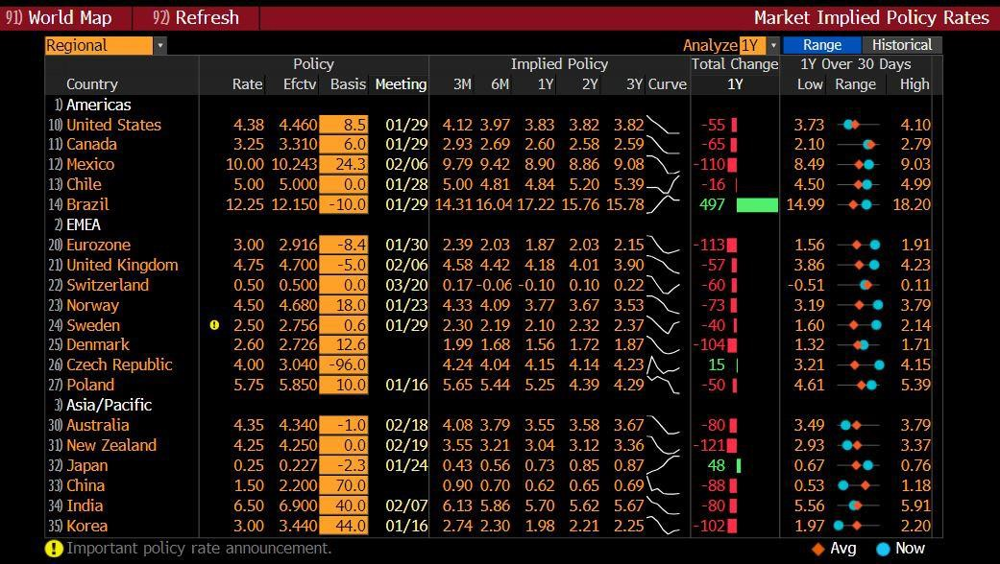 91) World Map 92) Refresh Market Implied Policy Rates
Regional Analyze 1Y Range Historical
Policy Implied Policy Total Change 1Y Over 30 Days
Country Rate Efctv Basis Meeting 3M 6M 1Y 2Y 3Y Curve 1Y Low Range High
1) Americas
10) United States 4.38 4.460 8.5 01/29 4.12 3.97 3.83 3.82 3.82 -55 3.73 4.10
11) Canada 3.25 3.310 6.0 01/29 2.93 2.69 2.60 2.58 2.59 -65 2.10 2.79
12) Mexico 10.00 10.243 24.3 02/06 9.79 9.42 8.90 8.86 9.08 -110 8.49 9.03
13) Chile 5.00 5.000 0.0 01/28 5.00 4.81 4.84 5.20 5.39 -16 4.50 4.99
14) Brazil 12.25 12.150 -10.0 01/29 14.31 16.04 17.22 15.76 15.78 497 14.99 18.20
2) EMEA
20) Eurozone 3.00 2.916 -8.4 01/30 2.39 2.03 1.87 2.03 2.15 -113 1.56 1.91
21) United Kingdom 4.75 4.700 -5.0 02/06 4.58 4.42 4.18 4.01 3.90 -57 3.86 4.23
22) Switzerland 0.50 0.500 0.0 03/20 0.17 -0.06 -0.10 0.10 0.22 -60 -0.51 0.11
23) Norway 4.50 4.680 18.0 01/23 4.33 4.09 3.77 3.67 3.53 -73 3.19 3.79
24) Sweden 2.50 2.756 0.6 01/29 2.30 2.19 2.10 2.32 2.37 -40 1.60 2.14
25) Denmark 2.60 2.726 12.6 1.99 1.68 1.56 1.72 1.87 -104 1.32 1.71
26) Czech Republic 4.00 3.040 -96.0 4.24 4.04 4.15 4.14 4.23 15 3.21 4.15
27) Poland 5.75 5.850 10.0 01/16 5.65 5.44 5.25 4.39 4.29 -50 4.61 5.39
3) Asia/Pacific
30) Australia 4.35 4.340 -1.0 02/18 4.08 3.79 3.55 3.58 3.67 -80 3.49 3.79
31) New Zealand 4.25 4.250 0.0 02/19 3.55 3.21 3.04 3.12 3.36 -121 2.93 3.37
32) Japan 0.25 0.227 -2.3 01/24 0.43 0.56 0.73 0.85 0.87 48 0.67 0.76
33) China 1.50 2.200 70.0 0.90 0.70 0.62 0.65 0.69 -88 0.53 1.18
34) India 6.50 6.900 40.0 02/07 6.13 5.86 5.70 5.62 5.67 -80 5.56 5.91
35) Korea 3.00 3.440 44.0 01/16 2.74 2.30 1.98 2.21 2.25 -102 1.97 2.20
Important policy rate announcement. Avg Now